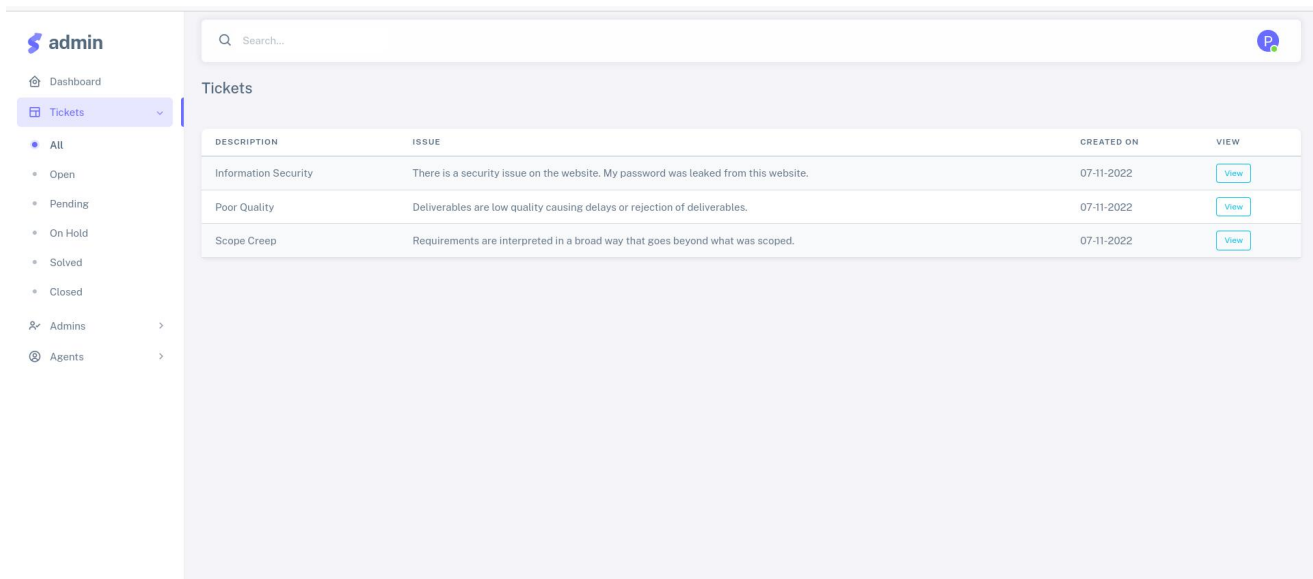 admin
Dashboard
Tickets
All
Open
Pending
On Hold
Solved
Closed
Admins
Agents
Search...
P
Tickets
DESCRIPTION ISSUE CREATED ON VIEW
Information Security There is a security issue on the website. My password was leaked from this website. 07-11-2022 View
Poor Quality Deliverables are low quality causing delays or rejection of deliverables. 07-11-2022 View
Scope Creep Requirements are interpreted in a broad way that goes beyond what was scoped. 07-11-2022 View